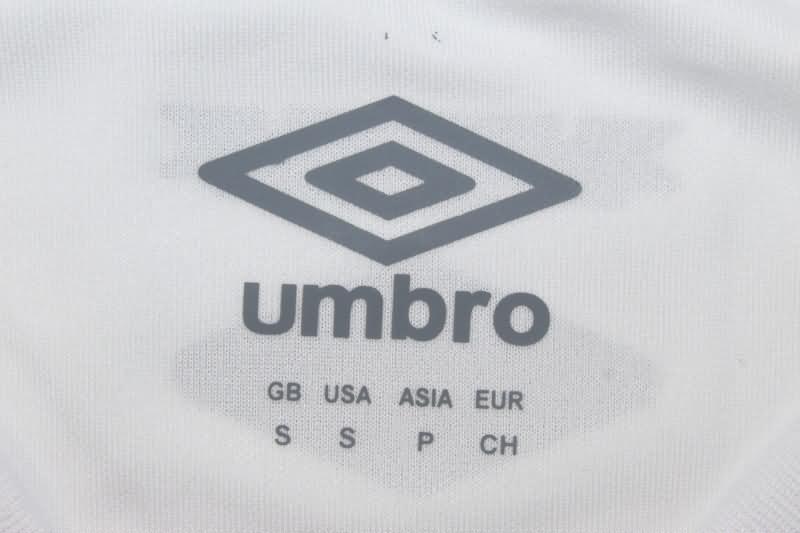 umbro
GB USA ASIA EUR
S S P CH